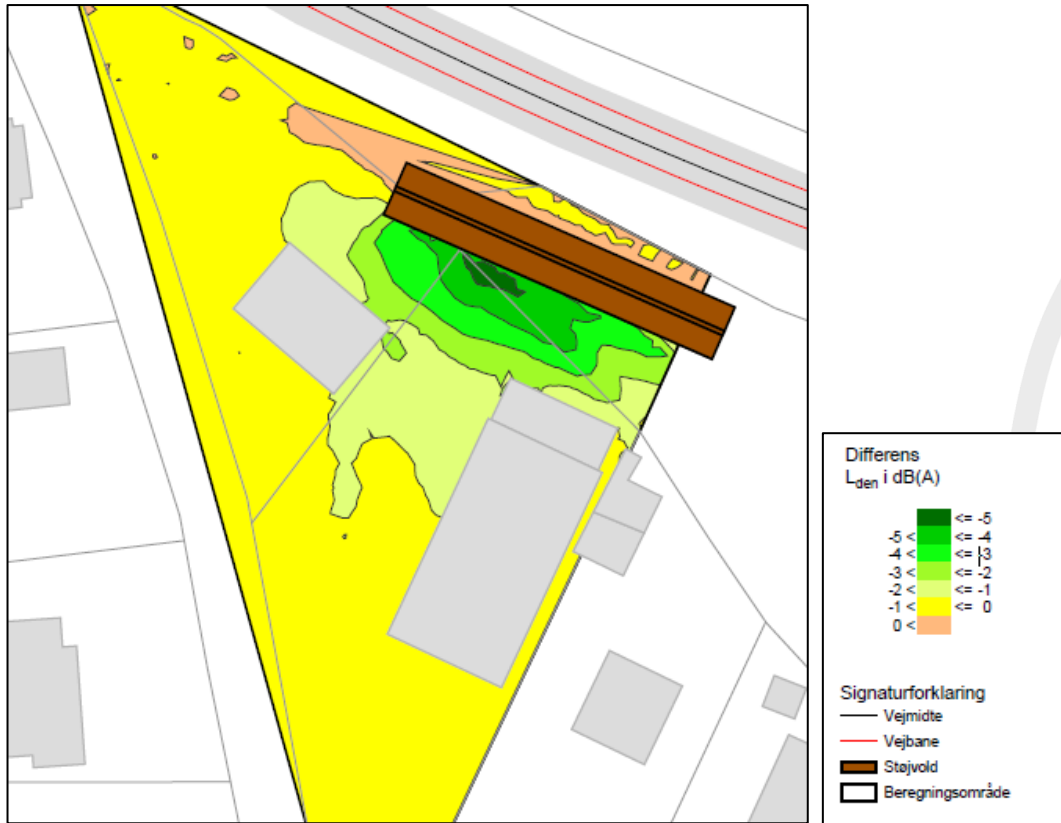 Differens
Lden i dB(A)
<= -5
-5 < <= -4
-4 < <= -3
-3 < <= -2
-2 < <= -1
-1 < <= 0
0 <
Signaturforklaring
Vejmidte
Vejbane
Støjvold
Beregningsområde